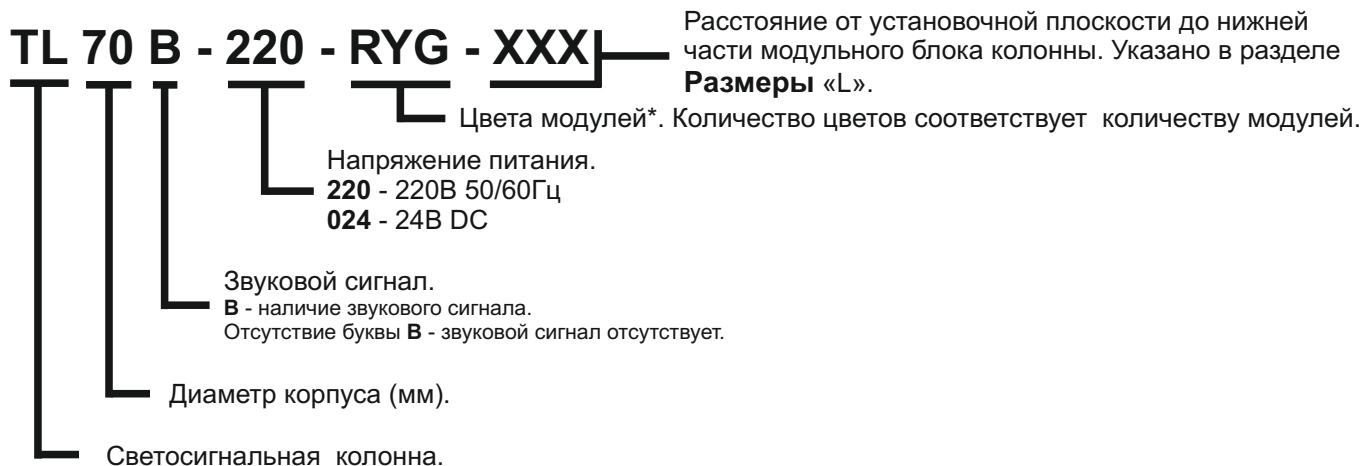 TL 70 B - 220 - RYG - XXX
Расстояние от установочной плоскости до нижней
части модульного блока колонны. Указано в разделе
Размеры «L».
Цвета модулей*. Количество цветов соответствует количеству модулей.
Напряжение питания.
220 - 220В 50/60Гц
024 - 24В DC
Звуковой сигнал.
В - наличие звукового сигнала.
Отсутствие буквы В - звуковой сигнал отсутствует.
Диаметр корпуса (мм).
Светосигнальная колонна.